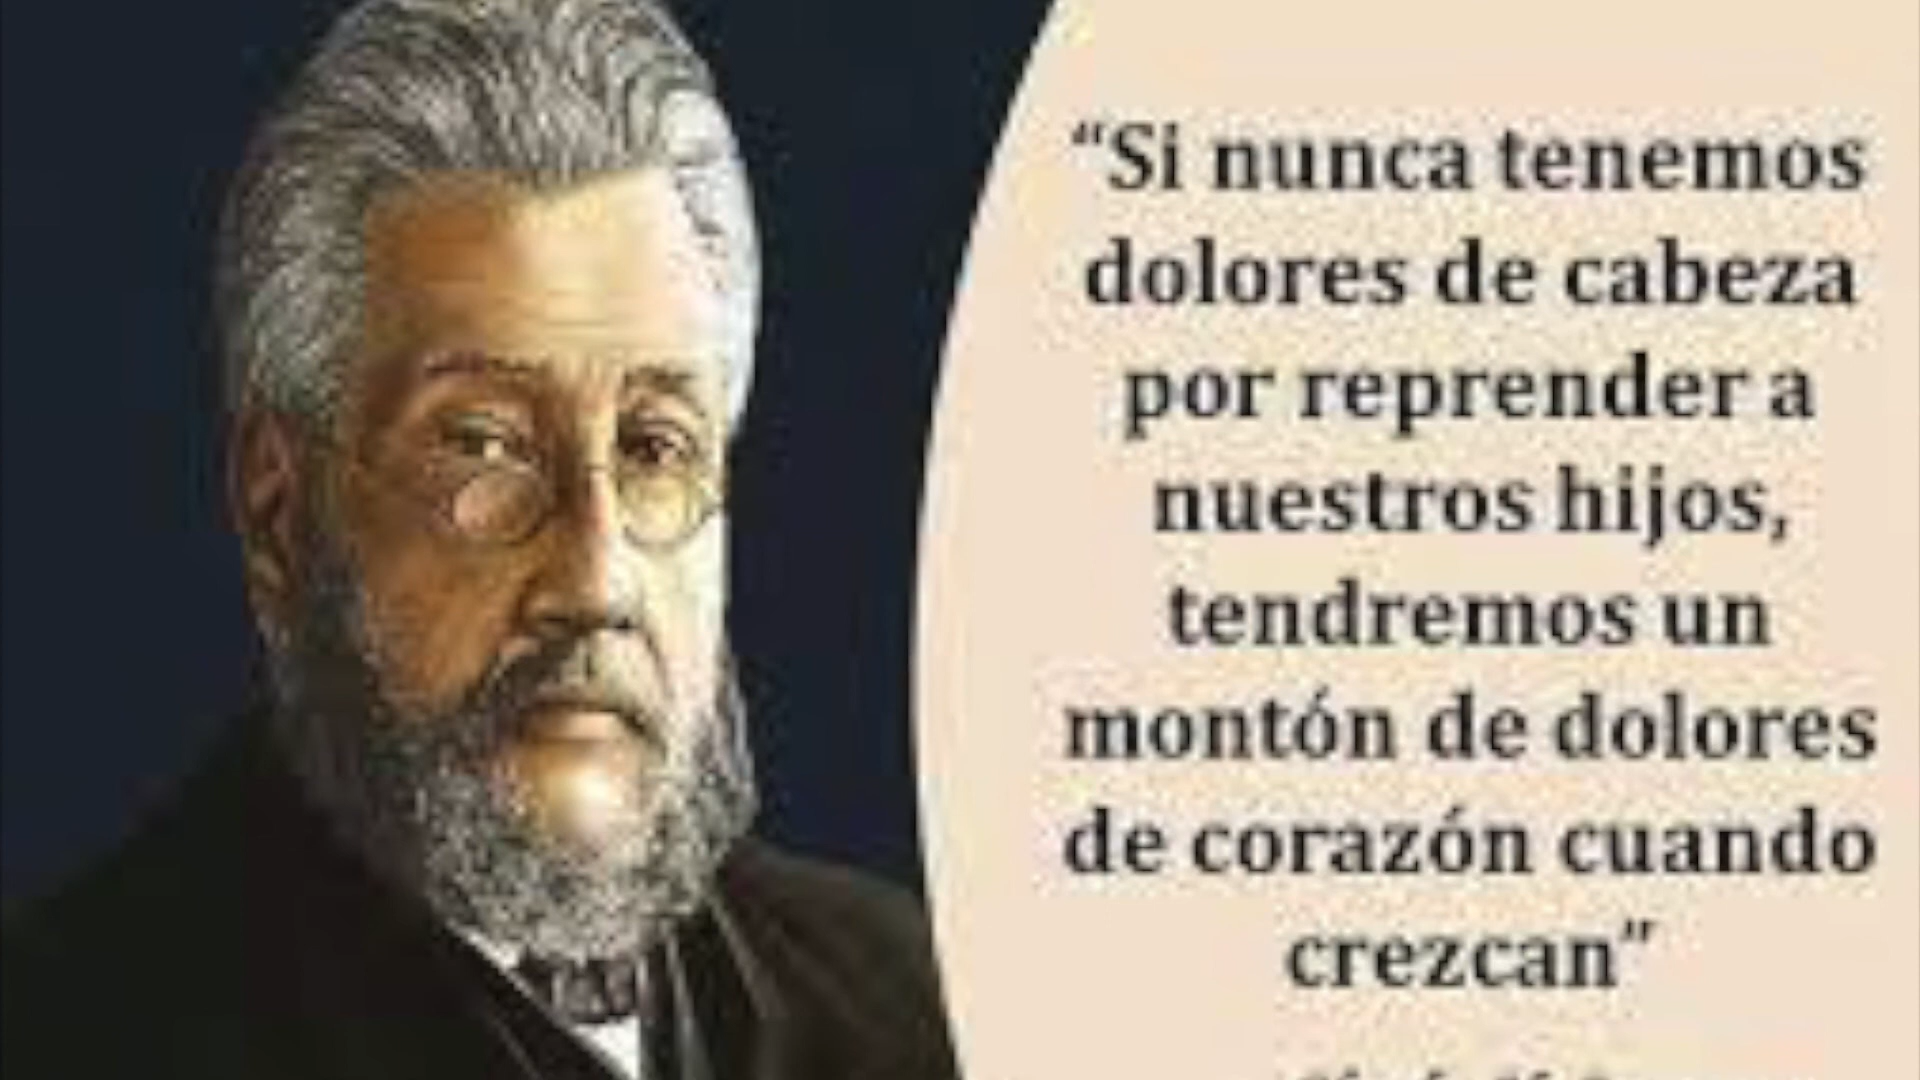 “Si nunca tenemos
dolores de cabeza
por reprender a
nuestros hijos,
tendremos un
montón de dolores
de corazón cuando
crezcan”